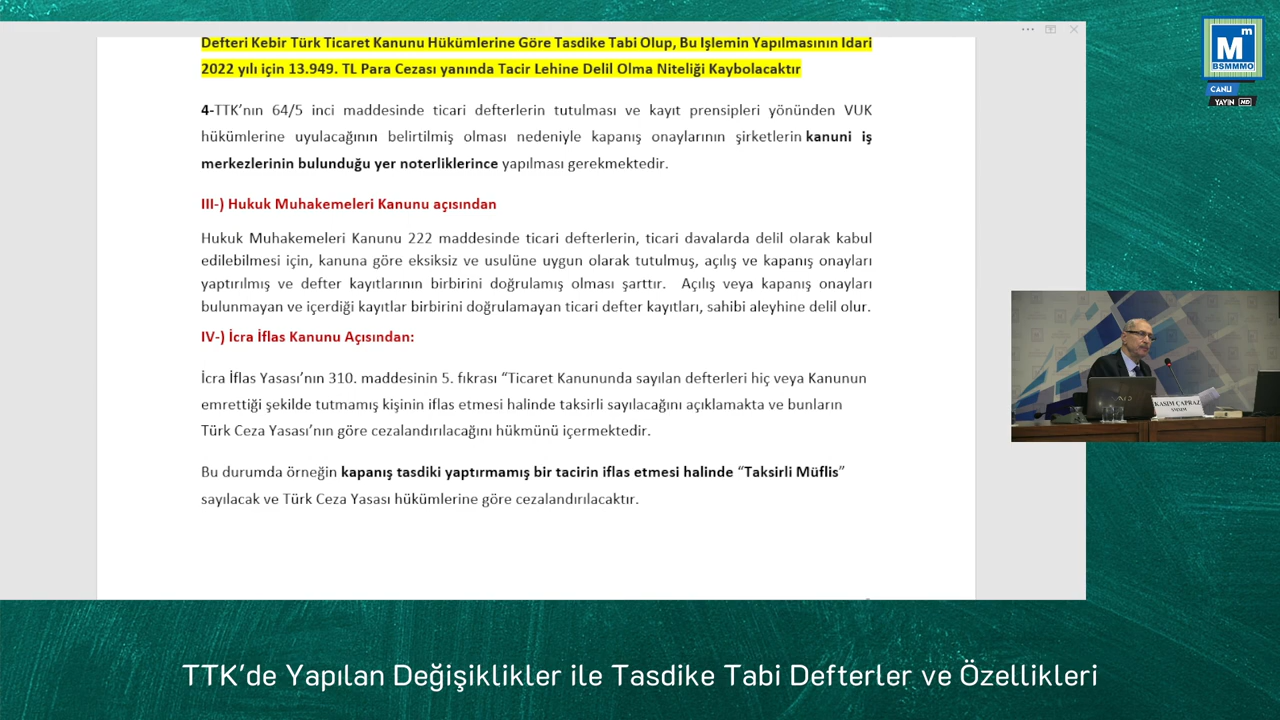 Defteri Kebir Türk Ticaret Kanunu Hükümlerine Göre Tasdike Tabi Olup, Bu İşlemin Yapılmasının İdari
2022 yılı için 13.949. TL Para Cezası yanında Tacir Lehine Delil Olma Niteliği Kaybolacaktır
4-TTK’nın 64/5 inci maddesinde ticari defterlerin tutulması ve kayıt prensipleri yönünden VUK
hükümlerine uyulacağının belirtilmiş olması nedeniyle kapanış onaylarının şirketlerin kanuni iş
merkezlerinin bulunduğu yer noterliklerince yapılması gerekmektedir.
III-) Hukuk Muhakemeleri Kanunu açısından
Hukuk Muhakemeleri Kanunu 222 maddesinde ticari defterlerin, ticari davalarda delil olarak kabul
edilebilmesi için, kanuna göre eksiksiz ve usulüne uygun olarak tutulmuş, açılış ve kapanış onayları
yaptırılmış ve defter kayıtlarının birbirini doğrulamış olması şarttır. Açılış veya kapanış onayları
bulunmayan ve içerdiği kayıtlar birbirini doğrulamayan ticari defter kayıtları, sahibi aleyhine delil olur.
IV-) İcra İflas Kanunu Açısından:
İcra İflas Yasası’nın 310. maddesinin 5. fıkrası “Ticaret Kanununda sayılan defterleri hiç veya Kanunun
emrettiği şekilde tutmamış kişinin iflas etmesi halinde taksirli sayılacağını açıklamakta ve bunların
Türk Ceza Yasası’nın göre cezalandırılacağını hükmünü içermektedir.
Bu durumda örneğin kapanış tasdiki yaptırmamış bir tacirin iflas etmesi halinde “Taksirli Müflis”
sayılacak ve Türk Ceza Yasası hükümlerine göre cezalandırılacaktır.
Mm
BSMMMO
CANLI
YAYIN HD
KASIM ÇAPRAZ
SMMM
TTK’de Yapılan Değişiklikler ile Tasdike Tabi Defterler ve Özellikleri